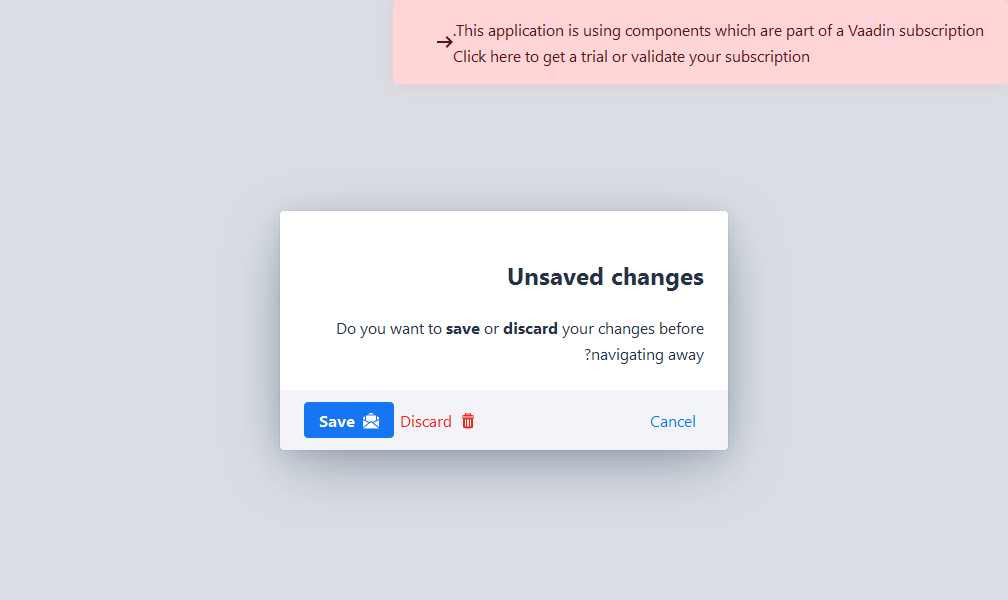 .This application is using components which are part of a Vaadin subscription
Click here to get a trial or validate your subscription
Unsaved changes
Do you want to save or discard your changes before
?navigating away
Save
Discard
Cancel